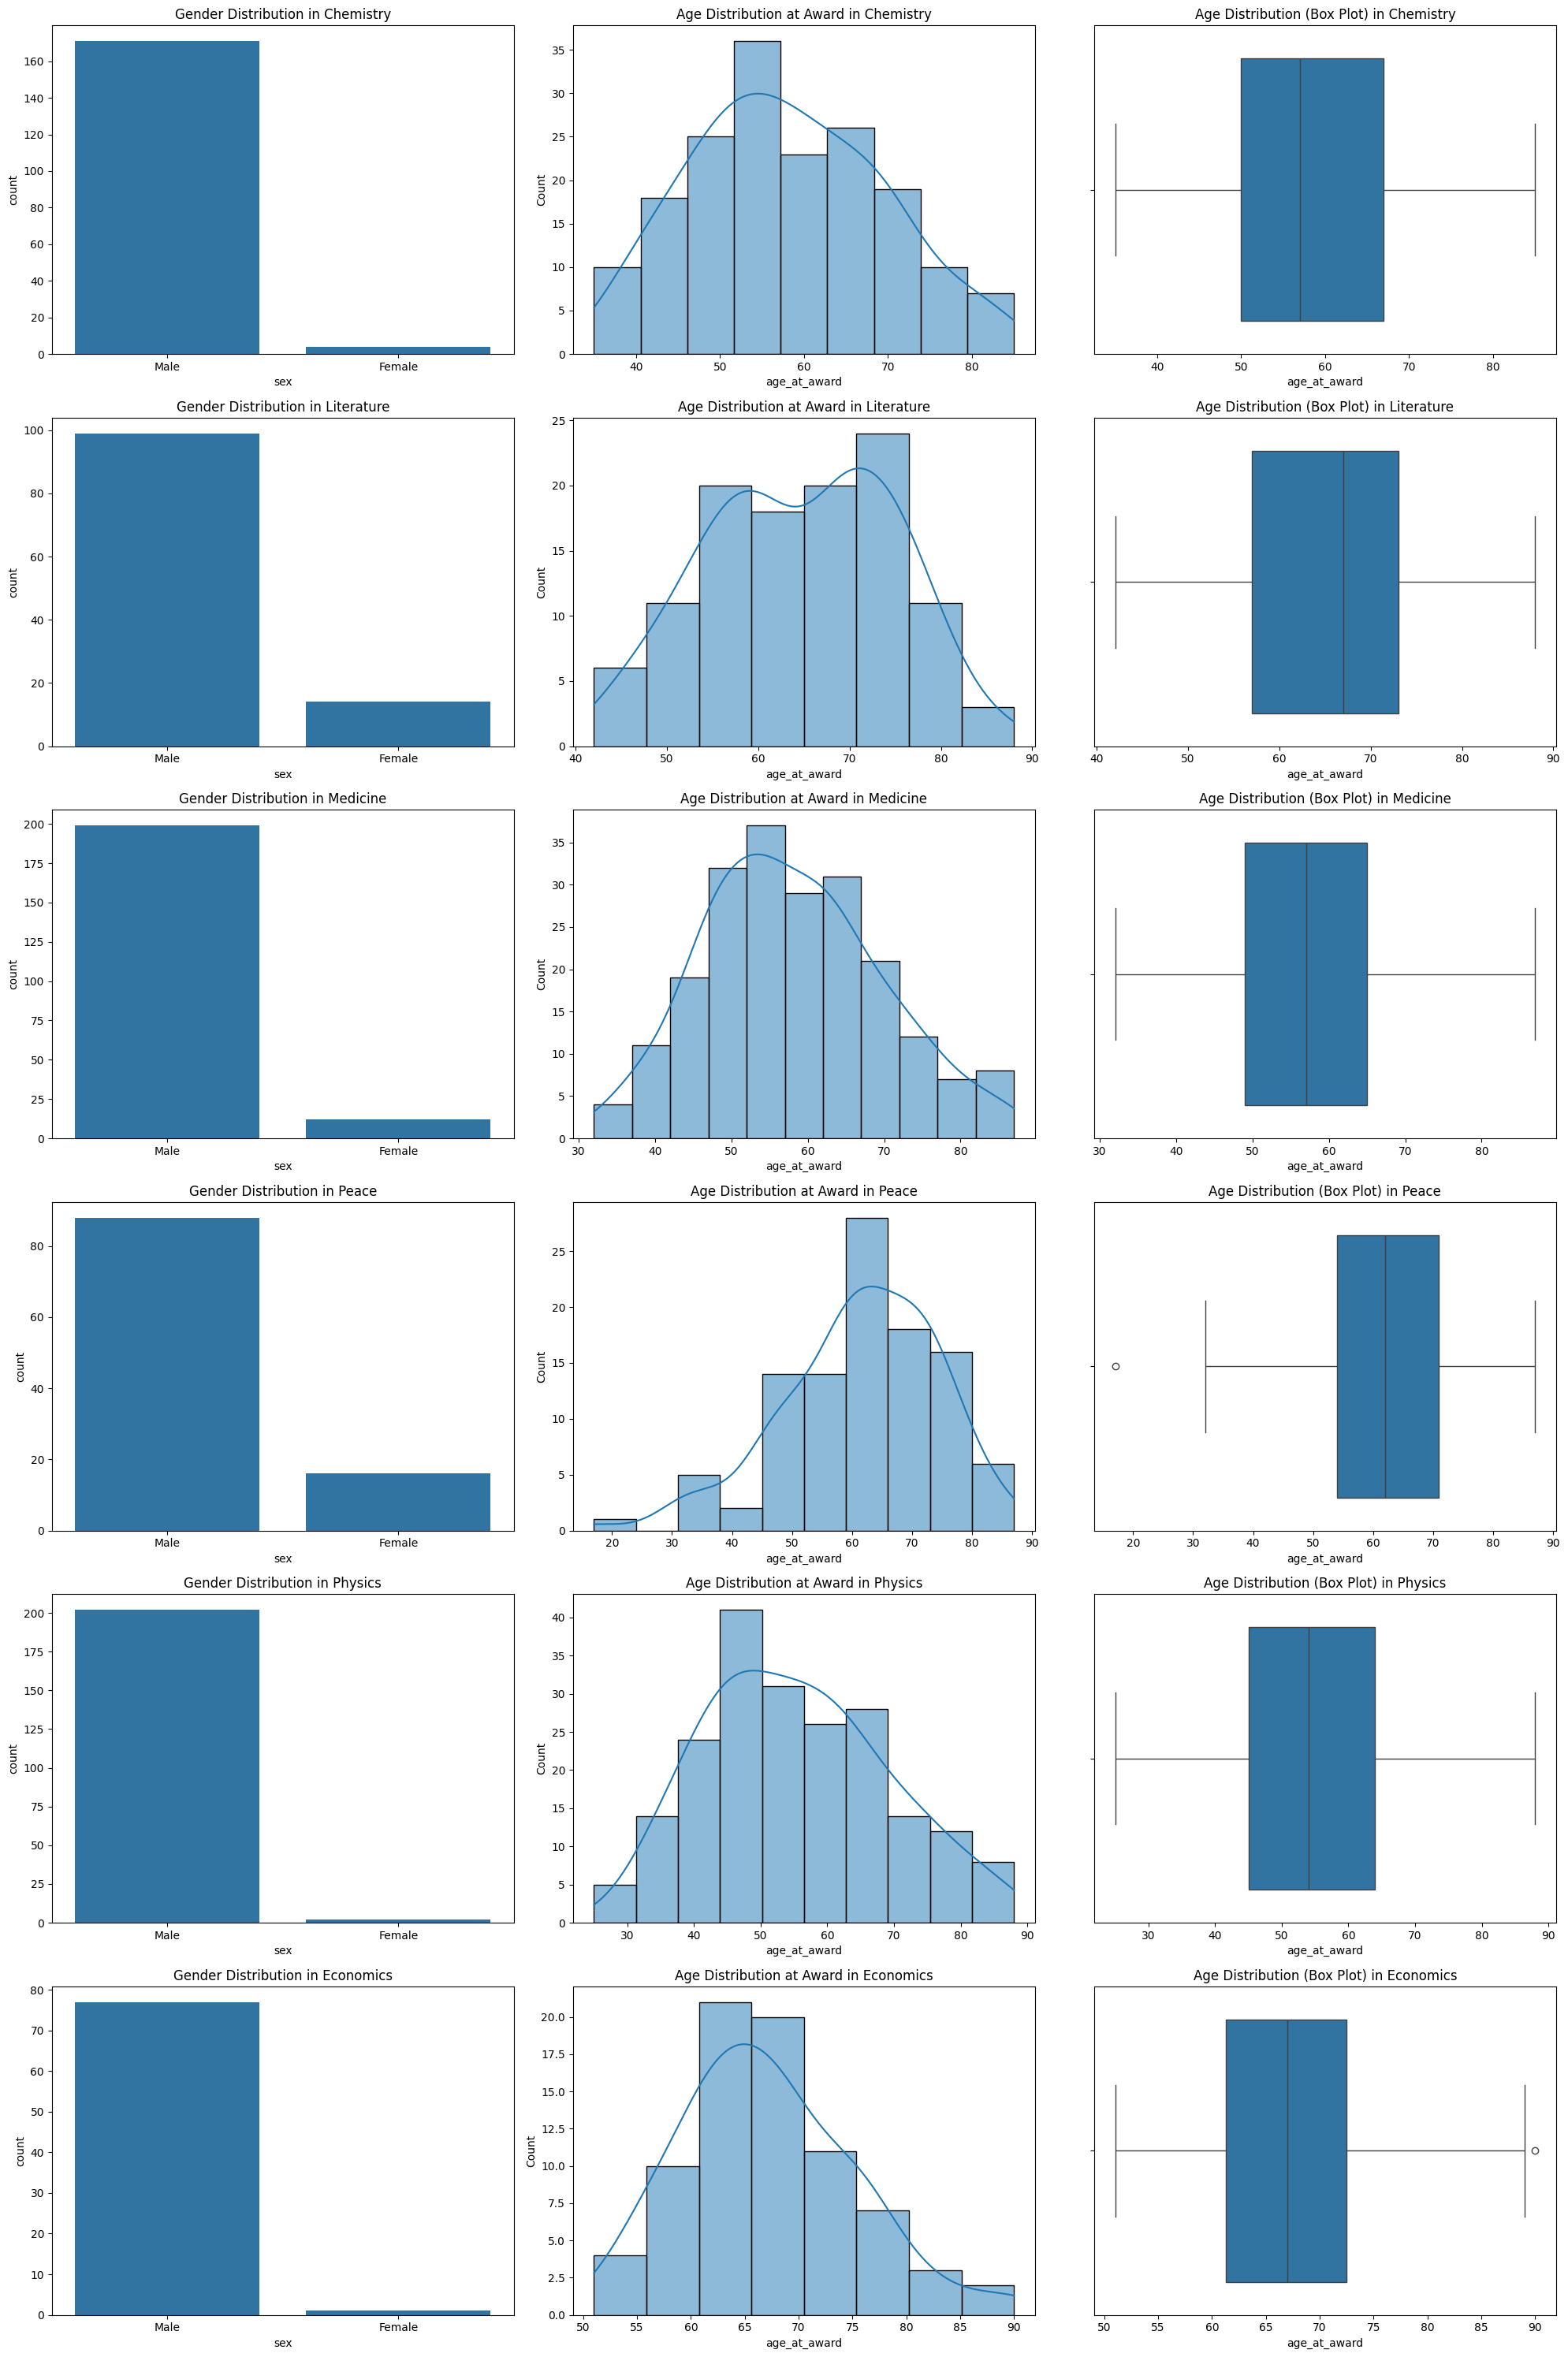 Gender Distribution in Chemistry
Age Distribution at Award in Chemistry
Age Distribution (Box Plot) in Chemistry
160
140
120
100
80
60
40
20
0
count
Male Female
sex
35
30
25
20
15
10
5
0
Count
40 50 60 70 80
age_at_award
40 50 60 70 80
age_at_award
Gender Distribution in Literature
Age Distribution at Award in Literature
Age Distribution (Box Plot) in Literature
100
80
60
40
20
0
count
Male Female
sex
25
20
15
10
5
0
Count
40 50 60 70 80 90
age_at_award
40 50 60 70 80 90
age_at_award
Gender Distribution in Medicine
Age Distribution at Award in Medicine
Age Distribution (Box Plot) in Medicine
200
175
150
125
100
75
50
25
0
count
Male Female
sex
35
30
25
20
15
10
5
0
Count
30 40 50 60 70 80
age_at_award
30 40 50 60 70 80
age_at_award
Gender Distribution in Peace
Age Distribution at Award in Peace
Age Distribution (Box Plot) in Peace
80
60
40
20
0
count
Male Female
sex
25
20
15
10
5
0
Count
20 30 40 50 60 70 80 90
age_at_award
20 30 40 50 60 70 80 90
age_at_award
Gender Distribution in Physics
Age Distribution at Award in Physics
Age Distribution (Box Plot) in Physics
200
175
150
125
100
75
50
25
0
count
Male Female
sex
40
35
30
25
20
15
10
5
0
Count
30 40 50 60 70 80 90
age_at_award
30 40 50 60 70 80 90
age_at_award
Gender Distribution in Economics
Age Distribution at Award in Economics
Age Distribution (Box Plot) in Economics
80
70
60
50
40
30
20
10
0
count
Male Female
sex
20.0
17.5
15.0
12.5
10.0
7.5
5.0
2.5
0.0
Count
50 55 60 65 70 75 80 85 90
age_at_award
50 55 60 65 70 75 80 85 90
age_at_award